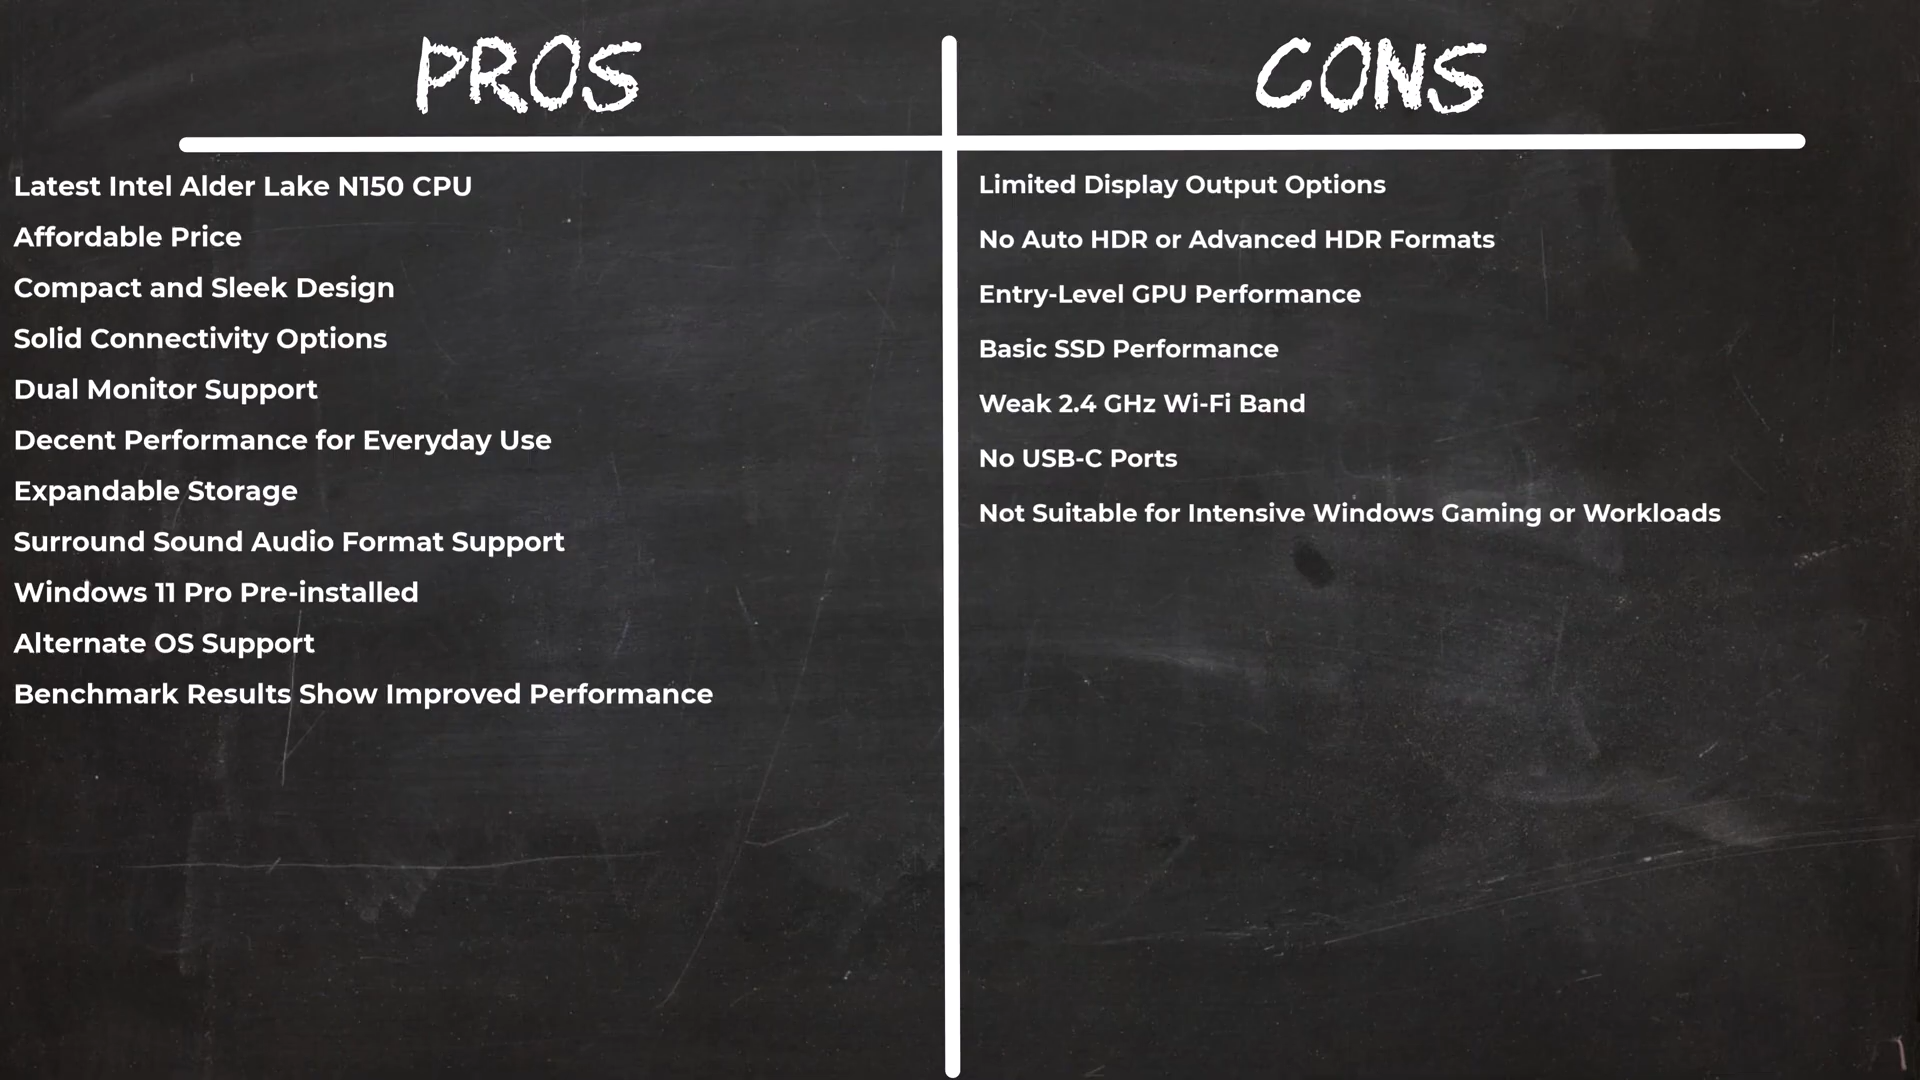 PROS
Latest Intel Alder Lake N150 CPU
Affordable Price
Compact and Sleek Design
Solid Connectivity Options
Dual Monitor Support
Decent Performance for Everyday Use
Expandable Storage
Surround Sound Audio Format Support
Windows 11 Pro Pre-installed
Alternate OS Support
Benchmark Results Show Improved Performance
CONS
Limited Display Output Options
No Auto HDR or Advanced HDR Formats
Entry-Level GPU Performance
Basic SSD Performance
Weak 2.4 GHz Wi-Fi Band
No USB-C Ports
Not Suitable for Intensive Windows Gaming or Workloads